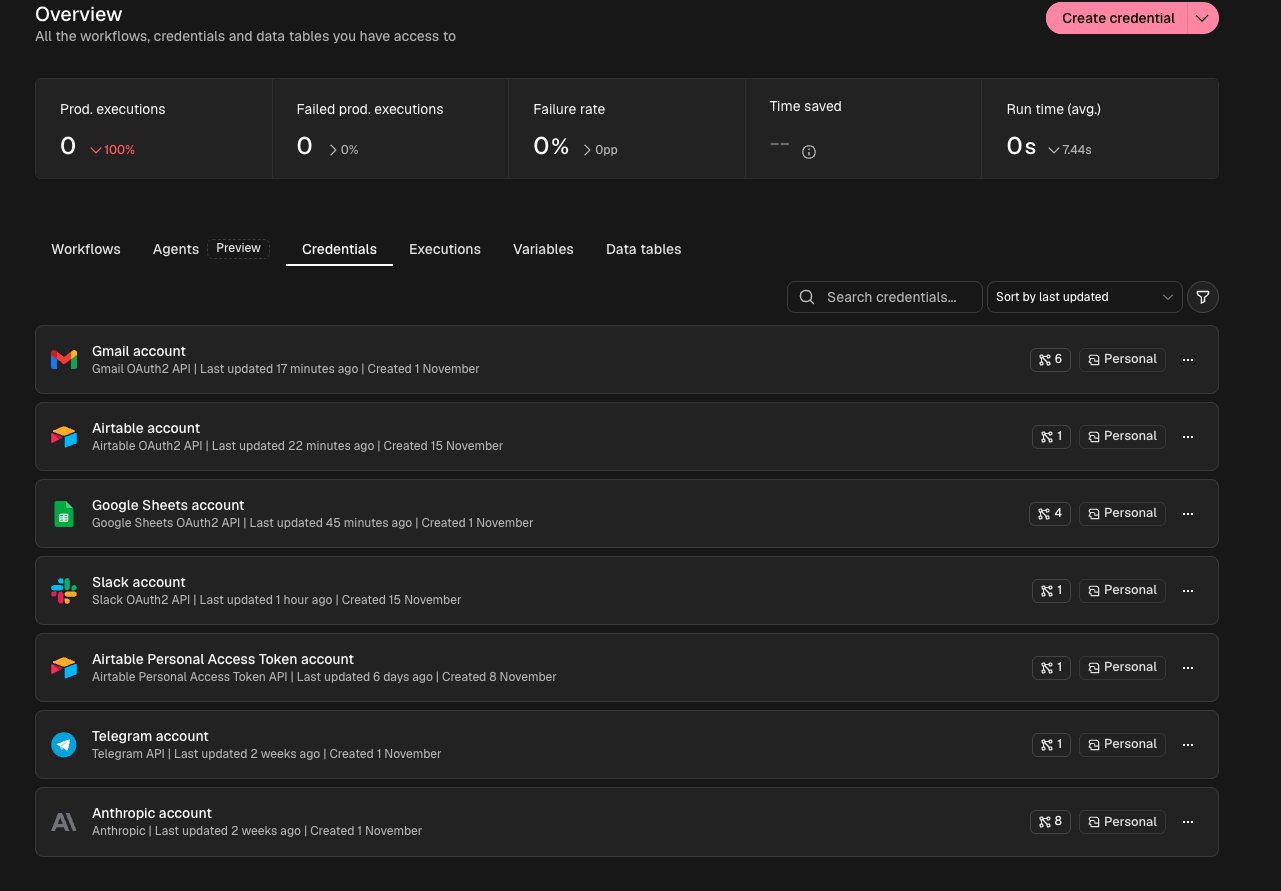 Overview
Create credential
All the workflows, credentials and data tables you have access to
Prod. executions
0 100%
Failed prod. executions
0 0%
Failure rate
0% 0pp
Time saved
--
Run time (avg.)
0s 7.44s
Workflows Agents Preview Credentials Executions Variables Data tables
Search credentials... Sort by last updated
Gmail account
Gmail OAuth2 API | Last updated 17 minutes ago | Created 1 November
6 Personal
Airtable account
Airtable OAuth2 API | Last updated 22 minutes ago | Created 15 November
1 Personal
Google Sheets account
Google Sheets OAuth2 API | Last updated 45 minutes ago | Created 1 November
4 Personal
Slack account
Slack OAuth2 API | Last updated 1 hour ago | Created 15 November
1 Personal
Airtable Personal Access Token account
Airtable Personal Access Token API | Last updated 6 days ago | Created 8 November
1 Personal
Telegram account
Telegram API | Last updated 2 weeks ago | Created 1 November
1 Personal
Anthropic account
Anthropic | Last updated 2 weeks ago | Created 1 November
8 Personal